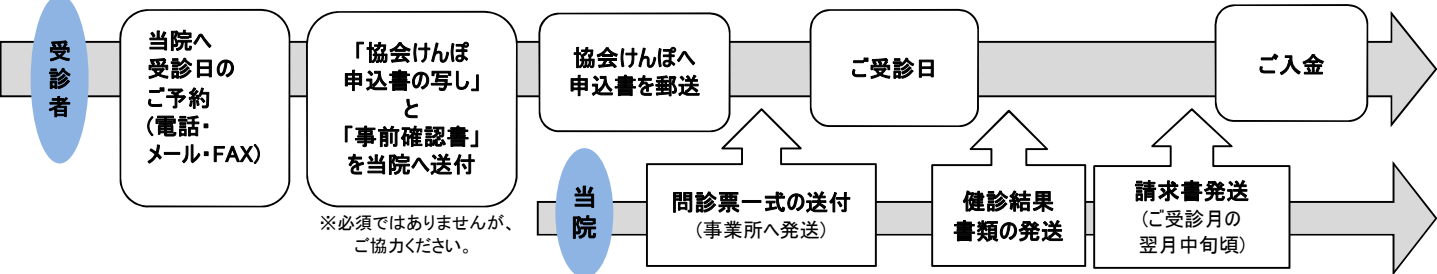 受
診
者
当院へ
受診日の
ご予約
(電話・
メール・FAX)
「協会けんぽ
申込書の写し」
と
「事前確認書」
を当院へ送付
※必須ではありませんが、
ご協力ください。
協会けんぽへ
申込書を郵送
ご受診日
ご入金
当
院
問診票一式の送付
(事業所へ発送)
健診結果
書類の発送
請求書発送
(ご受診月の
翌月中旬頃)